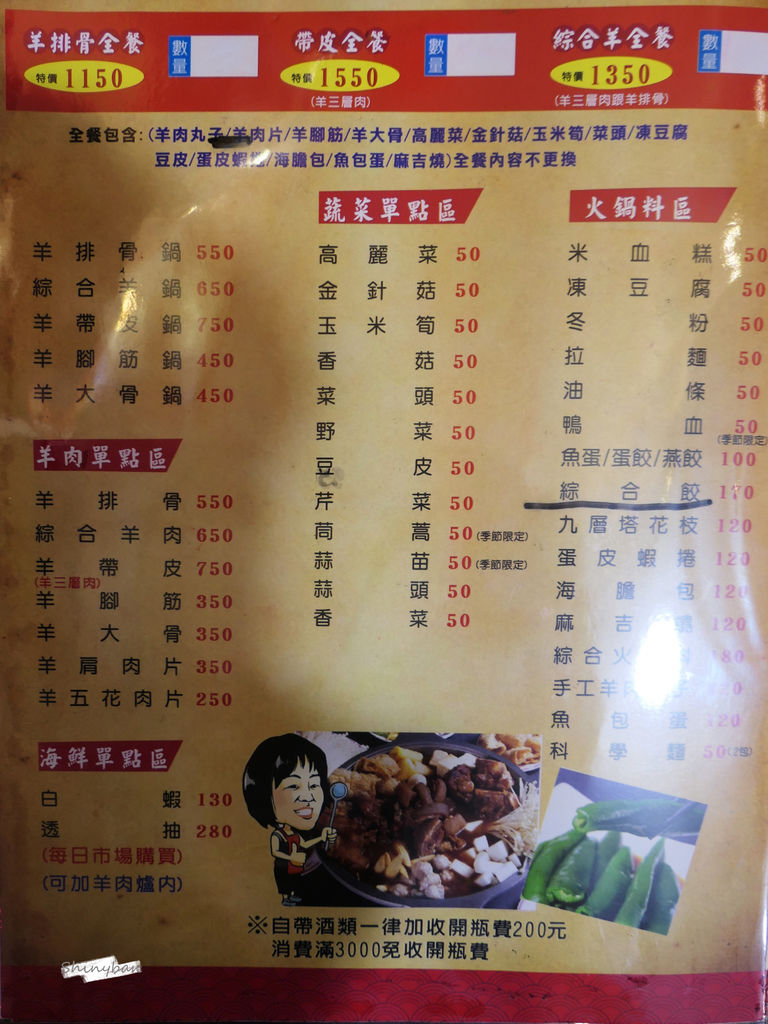 羊排骨全餐 數量
特價 1150
帶皮全餐 數量
特價 1550
(羊三層肉)
綜合羊全餐 數量
特價 1350
(羊三層肉跟羊排骨)
全餐包含:(羊肉丸子/羊肉片/羊腳筋/羊大骨/高麗菜/金針菇/玉米筍/菜頭/凍豆腐
豆皮/蛋皮蝦捲/海膽包/魚包蛋/麻吉燒)全餐內容不更換
羊排骨鍋 550
綜合羊鍋 650
羊帶皮鍋 750
羊腳筋鍋 450
羊大骨鍋 450
羊肉單點區
羊排骨 550
綜合羊肉 650
羊帶皮 750
(羊三層肉)
羊腳筋 350
羊大骨 350
羊肩肉片 350
羊五花肉片 250
海鮮單點區
白蝦 130
透抽 280
(每日市場購買)
(可加羊肉爐內)
蔬菜單點區
高麗菜 50
金針菇 50
玉米筍 50
香菇 50
菜頭 50
野菜 50
豆皮 50
芹菜 50
茼蒿 50(季節限定)
蒜苗 50(季節限定)
蒜頭 50
香菜 50
火鍋料區
米血糕 50
凍豆腐 50
冬粉 50
拉麵 50
油條 50
鴨血 50
(季節限定)
魚蛋/蛋餃/燕餃 100
綜合餃 170
九層塔花枝 120
蛋皮蝦捲 120
海膽包 120
麻吉燒 120
綜合火 180
手工羊肉
魚包蛋 120
科學麵 50(2包)
※自帶酒類一律加收開瓶費200元
消費滿3000免收開瓶費
Shinyban